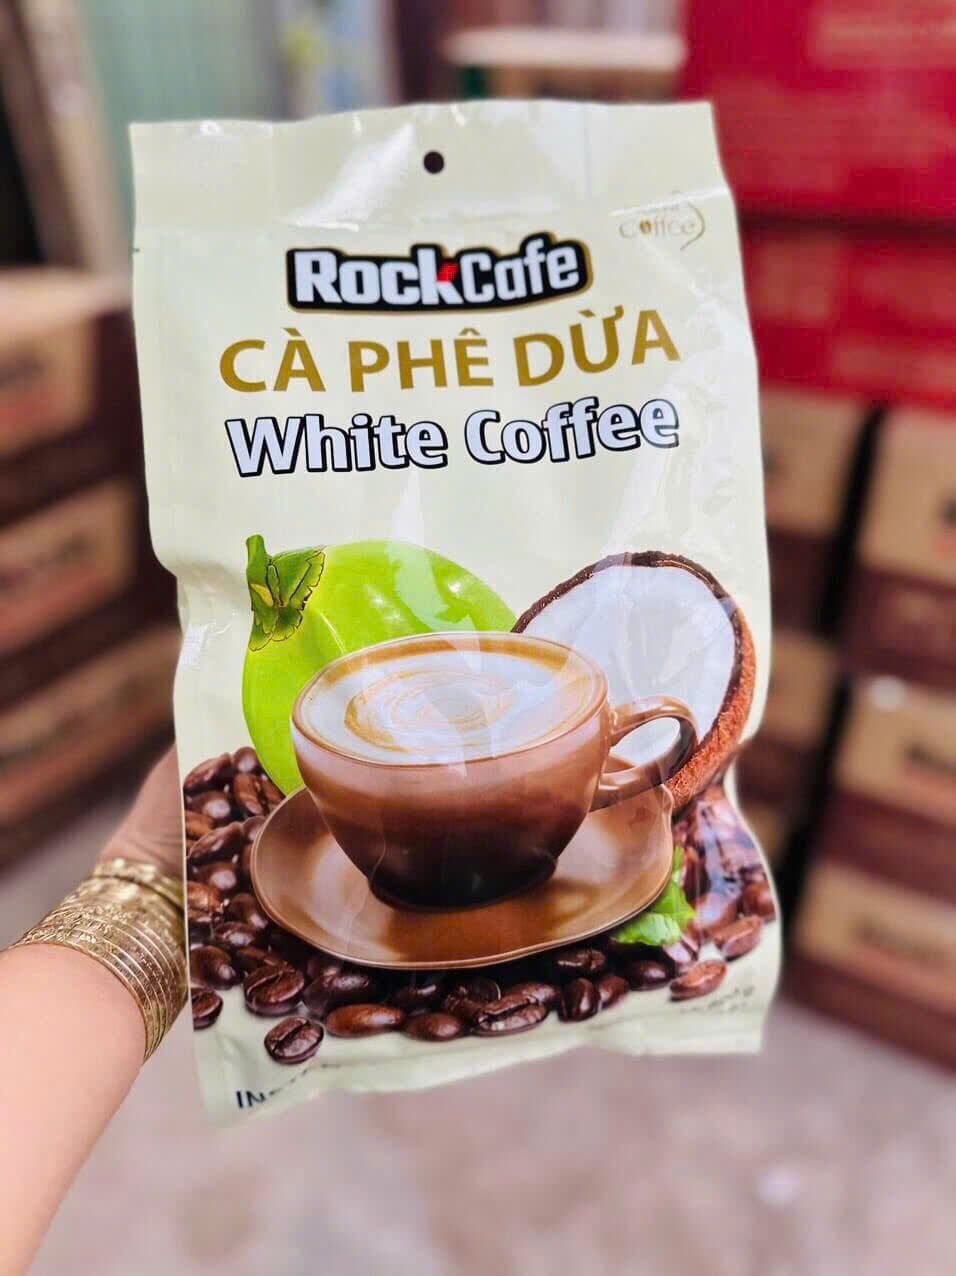 Coffee
RockCafe
CÀ PHÊ DỪA
White Coffee